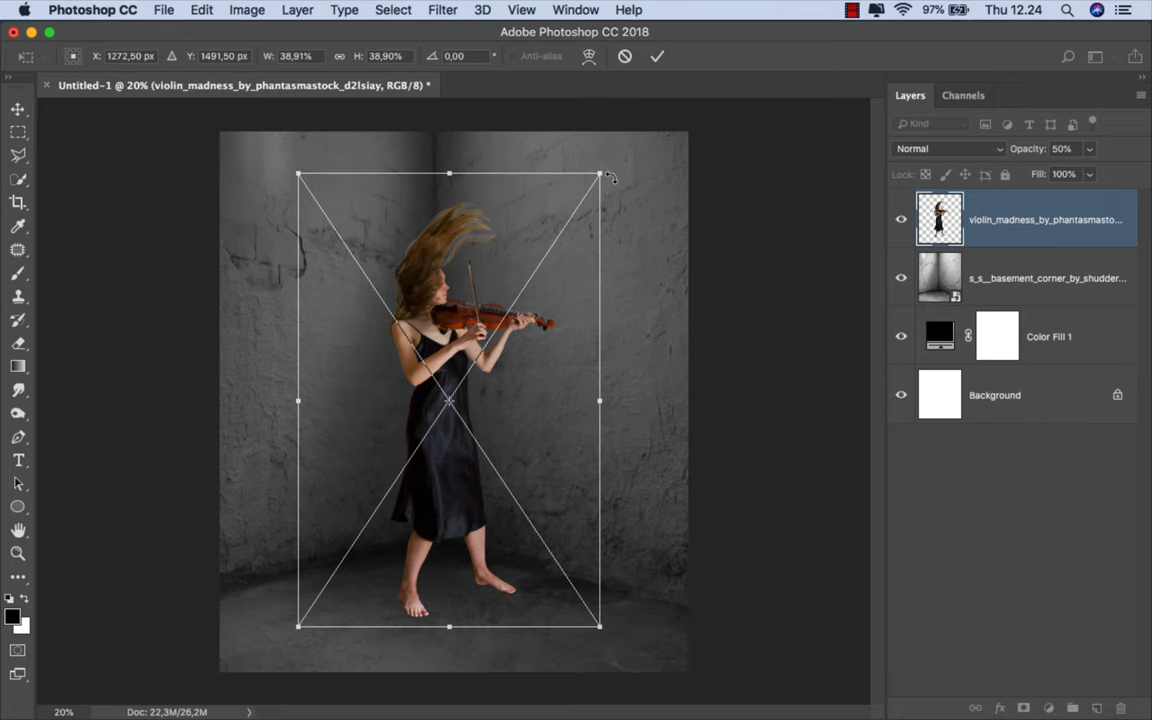 Photoshop CC File Edit Image Layer Type Select Filter 3D View Window Help 97% Thu 12.24
Adobe Photoshop CC 2018
X: 1272,50 px Y: 1491,50 px W: 38,91% H: 38,90% 0,00 ° Anti-alias
× Untitled-1 @ 20% (violin_madness_by_phantasmastock_d2lsiay, RGB/8) *
Layers Channels
Kind
Normal Opacity: 50%
Lock: Fill: 100%
violin_madness_by_phantasmasto...
s_s__basement_corner_by_shudder...
Color Fill 1
Background
20% Doc: 22,3M/26,2M